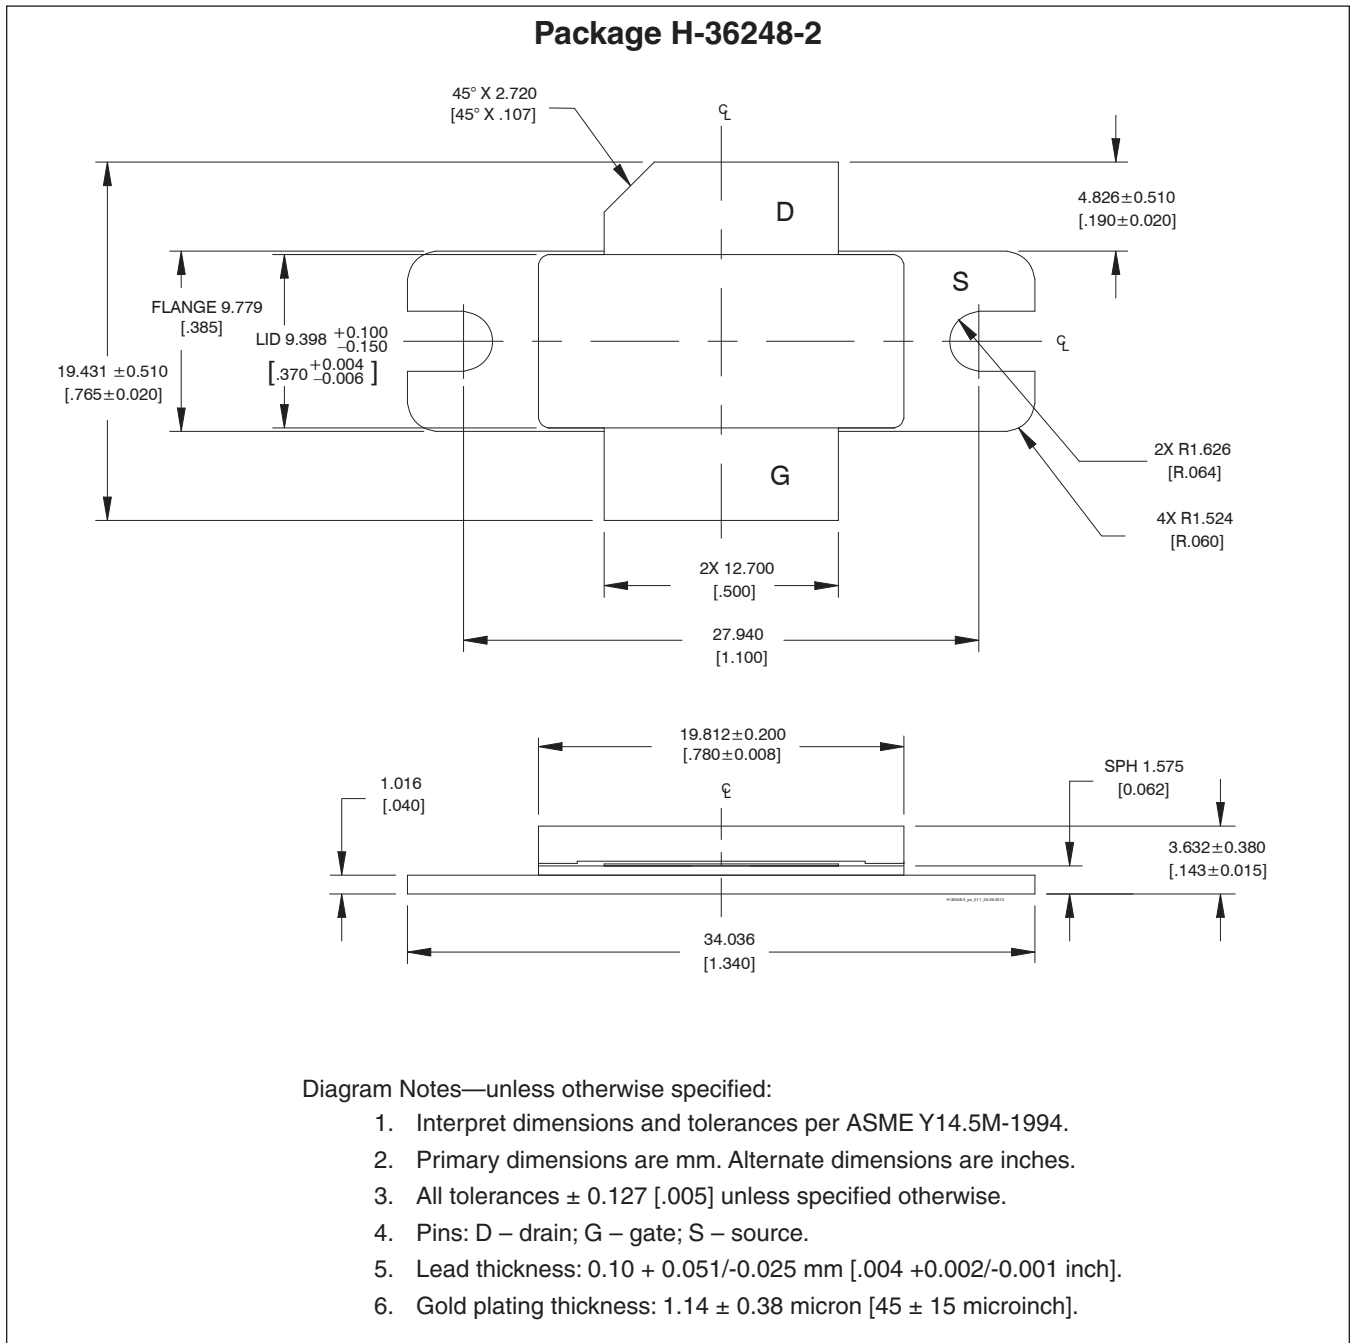 Package H-36248-2
45° X 2.720
[45° X .107]
℄
D
4.826±0.510
[.190±0.020]
S
FLANGE 9.779
[.385]
LID 9.398 +0.100
−0.150
[.370 +0.004
−0.006 ]
19.431 ±0.510
[.765±0.020]
℄
2X R1.626
[R.064]
G
4X R1.524
[R.060]
2X 12.700
[.500]
27.940
[1.100]
19.812±0.200
[.780±0.008]
SPH 1.575
[0.062]
1.016
[.040]
℄
3.632±0.380
[.143±0.015]
34.036
[1.340]
Diagram Notes—unless otherwise specified:
1. Interpret dimensions and tolerances per ASME Y14.5M-1994.
2. Primary dimensions are mm. Alternate dimensions are inches.
3. All tolerances ± 0.127 [.005] unless specified otherwise.
4. Pins: D – drain; G – gate; S – source.
5. Lead thickness: 0.10 + 0.051/-0.025 mm [.004 +0.002/-0.001 inch].
6. Gold plating thickness: 1.14 ± 0.38 micron [45 ± 15 microinch].